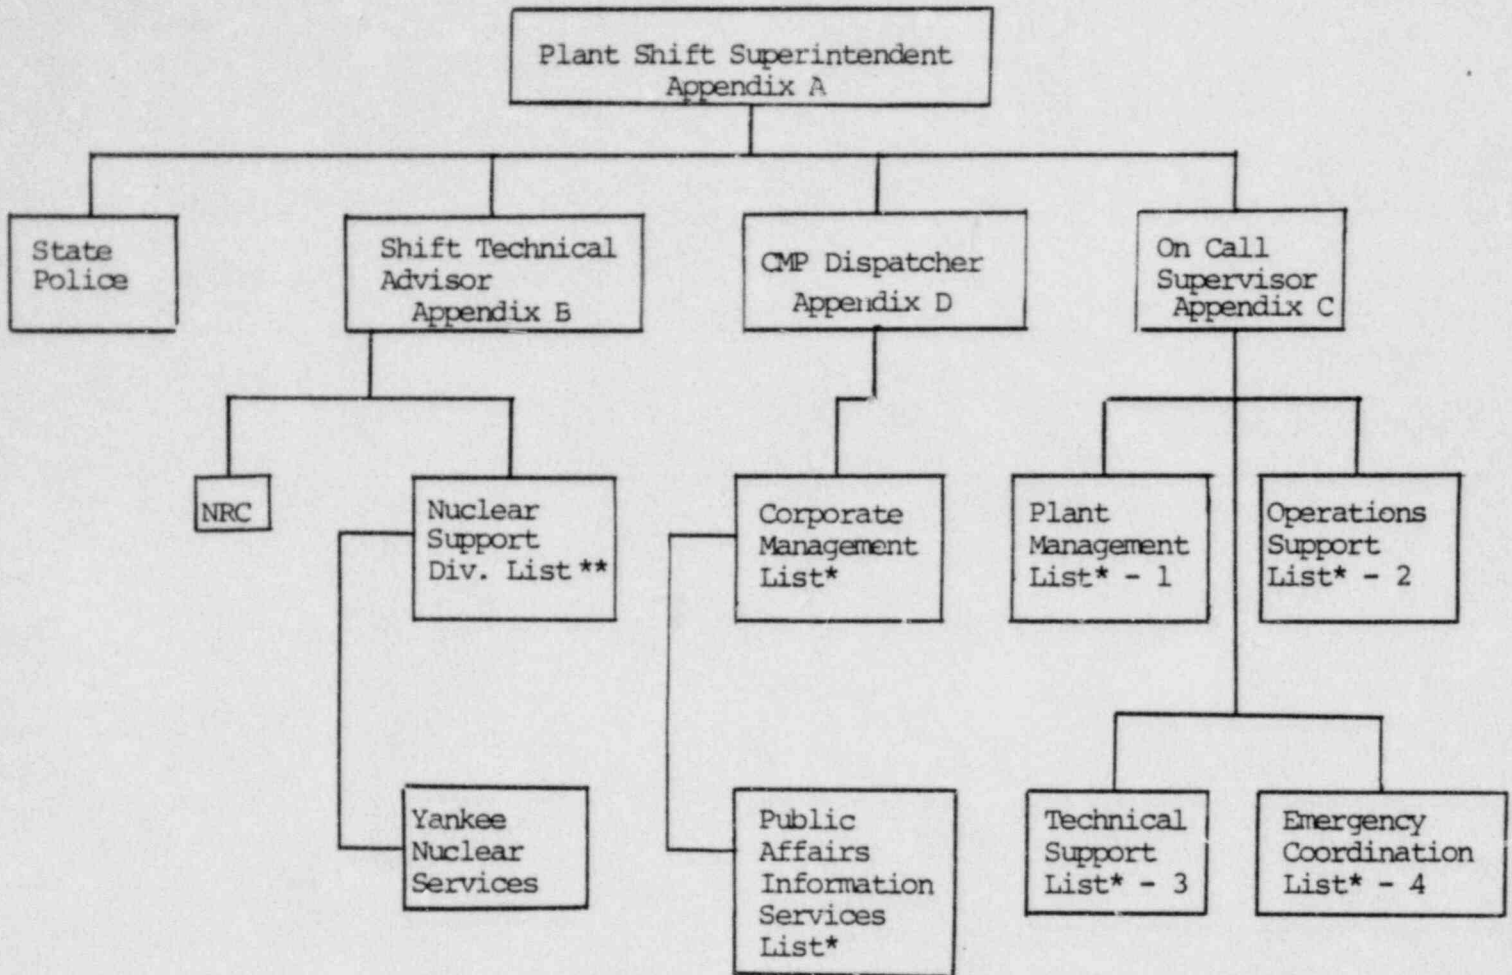 Plant Shift Superintendent
Appendix A
State
Police
Shift Technical
Advisor
Appendix B
CMP Dispatcher
Appendix D
On Call
Supervisor
Appendix C
NRC
Nuclear
Support
Div. List **
Corporate
Management
List*
Plant
Management
List* - 1
Operations
Support
List* - 2
Yankee
Nuclear
Services
Public
Affairs
Information
Services
List*
Technical
Support
List* - 3
Emergency
Coordination
List* - 4